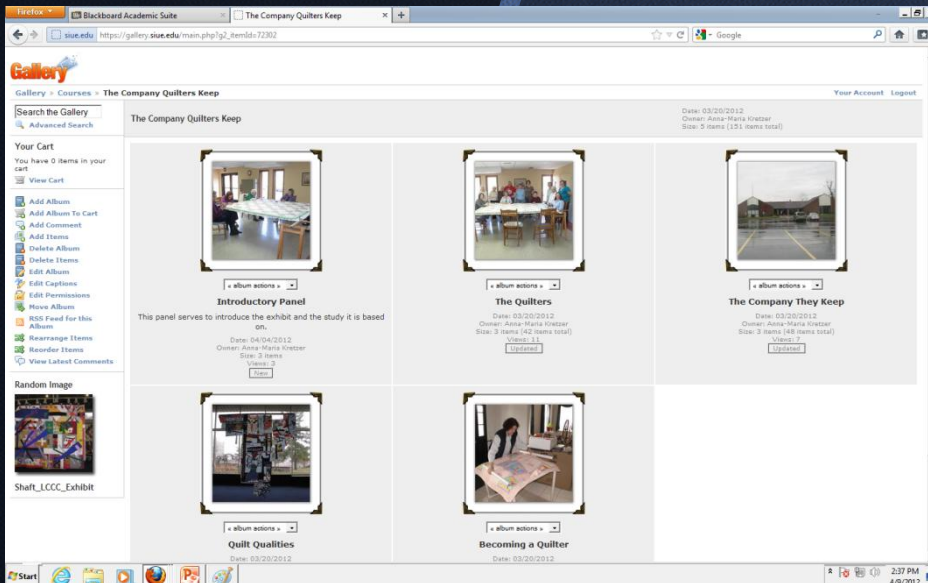 Firefox
Blackboard Academic Suite
The Company Quilters Keep
siue.edu https://gallery.siue.edu/main.php?g2_itemId=72302
Google
Gallery
Gallery » Courses » The Company Quilters Keep
Your Account Logout
Search the Gallery
Advanced Search
The Company Quilters Keep
Date: 03/20/2012
Owner: Anna-Maria Kretzer
Size: 5 items (151 items total)
Your Cart
You have 0 items in your
cart
View Cart
Add Album
Add Album To Cart
Add Comment
Add Items
Delete Album
Delete Items
Edit Album
Edit Captions
Edit Permissions
Move Album
RSS Feed for this
Album
Rearrange Items
Reorder Items
View Latest Comments
Random Image
Shaft_LCCC_Exhibit
« album actions »
Introductory Panel
This panel serves to introduce the exhibit and the study it is based
on.
Date: 04/04/2012
Owner: Anna-Maria Kretzer
Size: 3 items
Views: 3
New
« album actions »
The Quilters
Date: 03/20/2012
Owner: Anna-Maria Kretzer
Size: 3 items (42 items total)
Views: 11
Updated
« album actions »
The Company They Keep
Date: 03/20/2012
Owner: Anna-Maria Kretzer
Size: 3 items (48 items total)
Views: 7
Updated
« album actions »
Quilt Qualities
Date: 03/20/2012
« album actions »
Becoming a Quilter
Date: 03/20/2012
Start
2:37 PM
4/9/2012